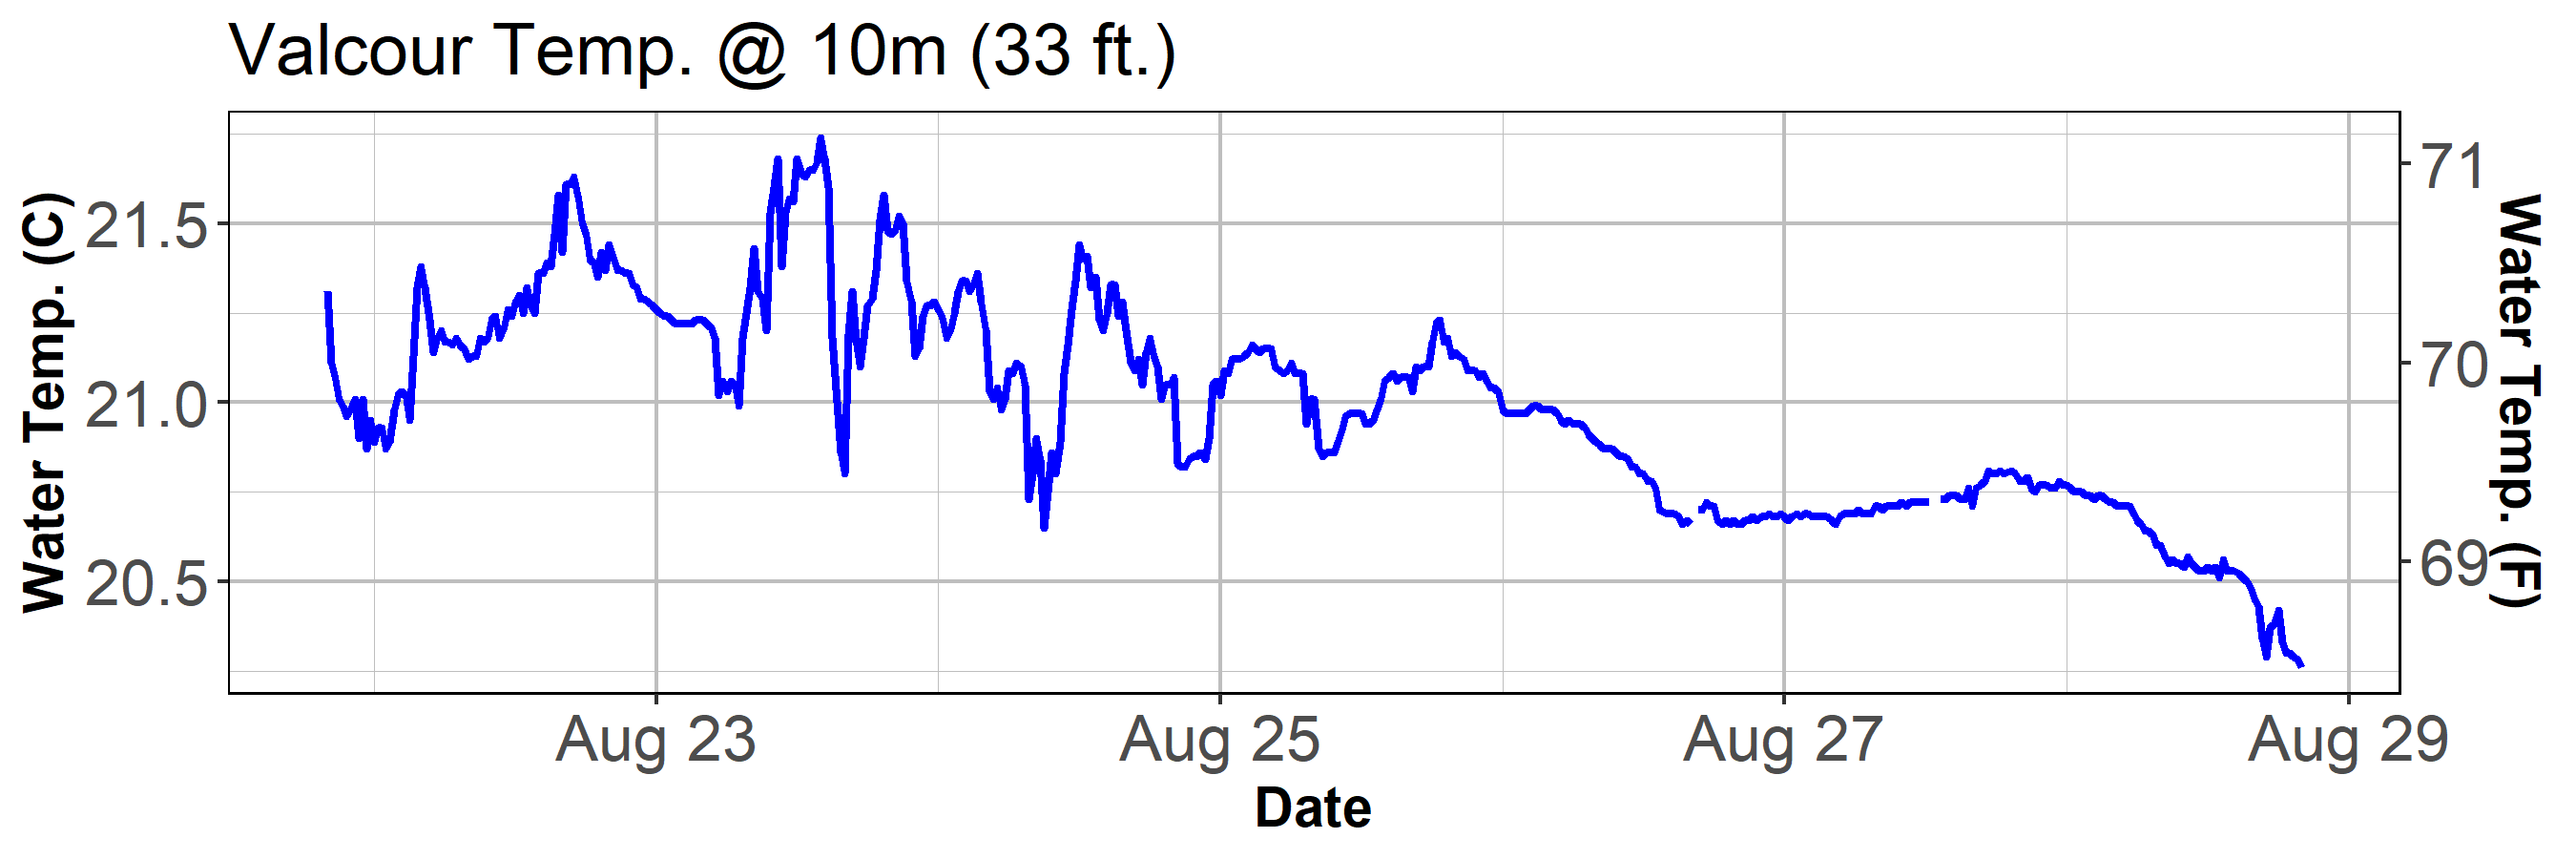 Valcour Temp. @ 10m (33 ft.)
Water Temp. (C)
21.5
21.0
20.5
71
70
69
Water Temp. (F)
Aug 23
Aug 25
Aug 27
Aug 29
Date